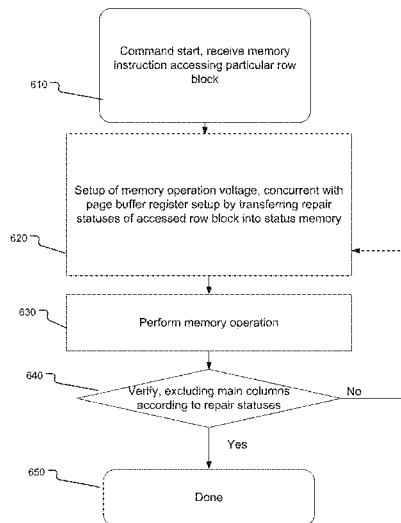 Command start, receive memory
instruction accessing particular row
block
610
Setup of memory operation voltage, concurrent with
page buffer register setup by transferring repair
statuses of accessed row block into status memory
620
630
Perform memory operation
640
Verify, excluding main columns
according to repair statuses
No
Yes
650
Done